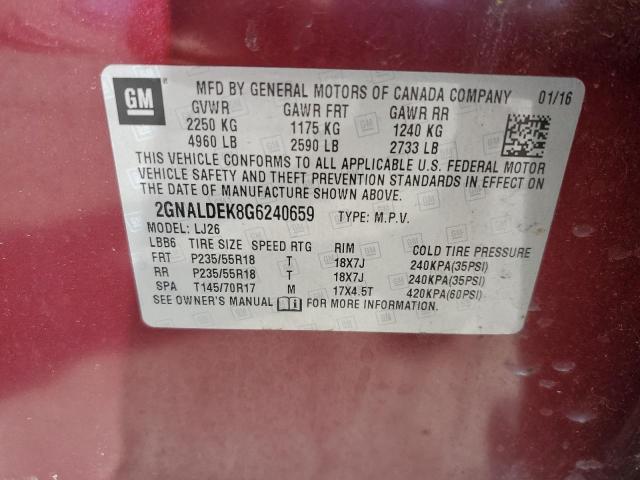 GM
MFD BY GENERAL MOTORS OF CANADA COMPANY 01/16
GVWR GAWR FRT GAWR RR
2250 KG 1175 KG 1240 KG
4960 LB 2590 LB 2733 LB
THIS VEHICLE CONFORMS TO ALL APPLICABLE U.S. FEDERAL MOTOR
VEHICLE SAFETY AND THEFT PREVENTION STANDARDS IN EFFECT ON
THE DATE OF MANUFACTURE SHOWN ABOVE.
2GNALDEK8G6240659 TYPE: M.P.V.
MODEL: LJ26
LBB6 TIRE SIZE SPEED RTG RIM COLD TIRE PRESSURE
FRT P235/55R18 T 18X7J 240KPA(35PSI)
RR P235/55R18 T 18X7J 240KPA(35PSI)
SPA T145/70R17 M 17X4.5T 420KPA(60PSI)
SEE OWNER'S MANUAL FOR MORE INFORMATION